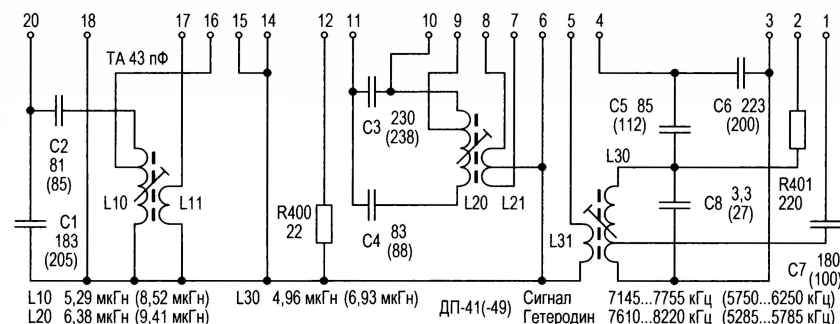 20 18 17 16 15 14 12 11 10 9 8 7 6 5 4 3 2 1
ТА 43 пФ
C2
81
(85)
C1
183
(205)
L10
L11
R400
22
C3
230
(238)
C4
83
(88)
L20
L21
L31
L30
C5 85
(112)
C6 223
(200)
C8
3,3
(27)
R401
220
C7
180
(100)
L10 5,29 мкГн (8,52 мкГн) L30 4,96 мкГн (6,93 мкГн) ДП-41(-49) Сигнал 7145...7755 кГц (5750...6250 кГц)
L20 6,38 мкГн (9,41 мкГн) Гетеродин 7610...8220 кГц (5285...5785 кГц)